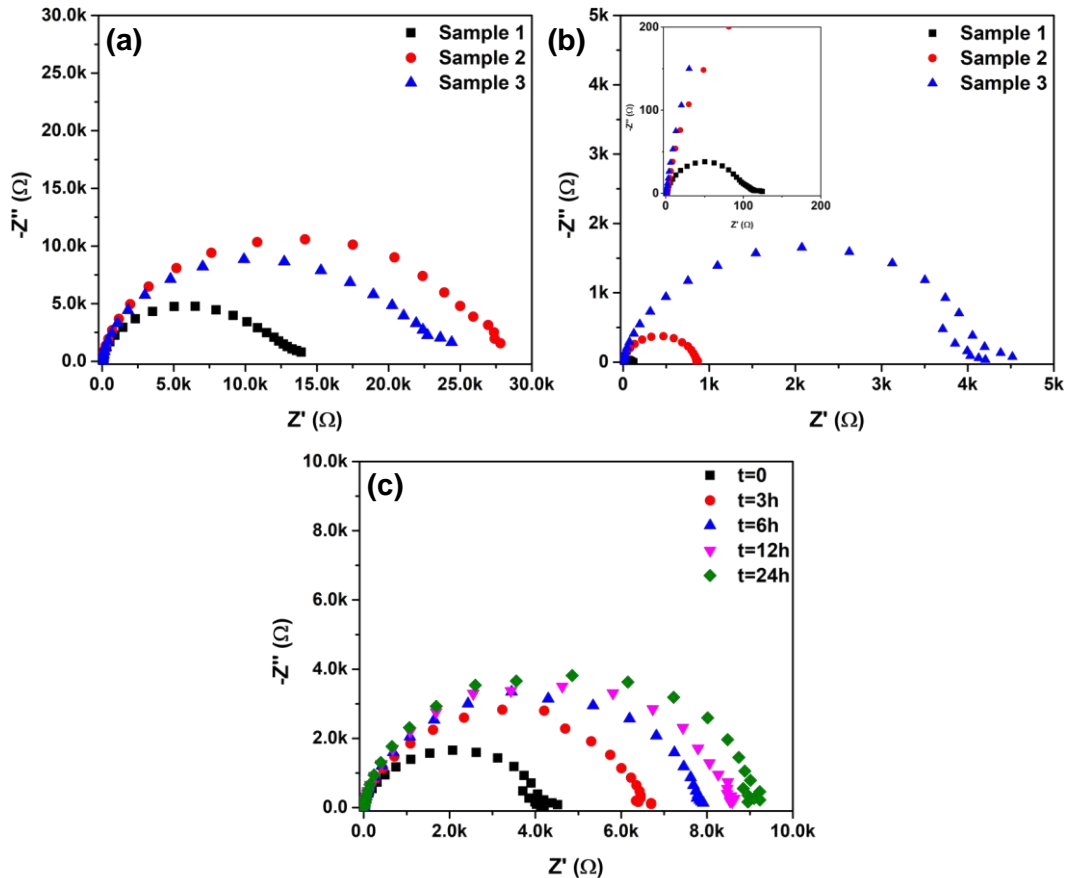 (a)
Sample 1
Sample 2
Sample 3
30.0k
25.0k
20.0k
15.0k
10.0k
5.0k
0.0
-Z'' (Ω)
0.0
5.0k
10.0k
15.0k
20.0k
25.0k
30.0k
Z' (Ω)
(b)
Sample 1
Sample 2
Sample 3
5k
4k
3k
2k
1k
0
-Z'' (Ω)
200
100
0
-Z'' (Ω)
0
100
200
Z' (Ω)
0
1k
2k
3k
4k
5k
Z' (Ω)
(c)
t=0
t=3h
t=6h
t=12h
t=24h
10.0k
8.0k
6.0k
4.0k
2.0k
0.0
-Z'' (Ω)
0.0
2.0k
4.0k
6.0k
8.0k
10.0k
Z' (Ω)